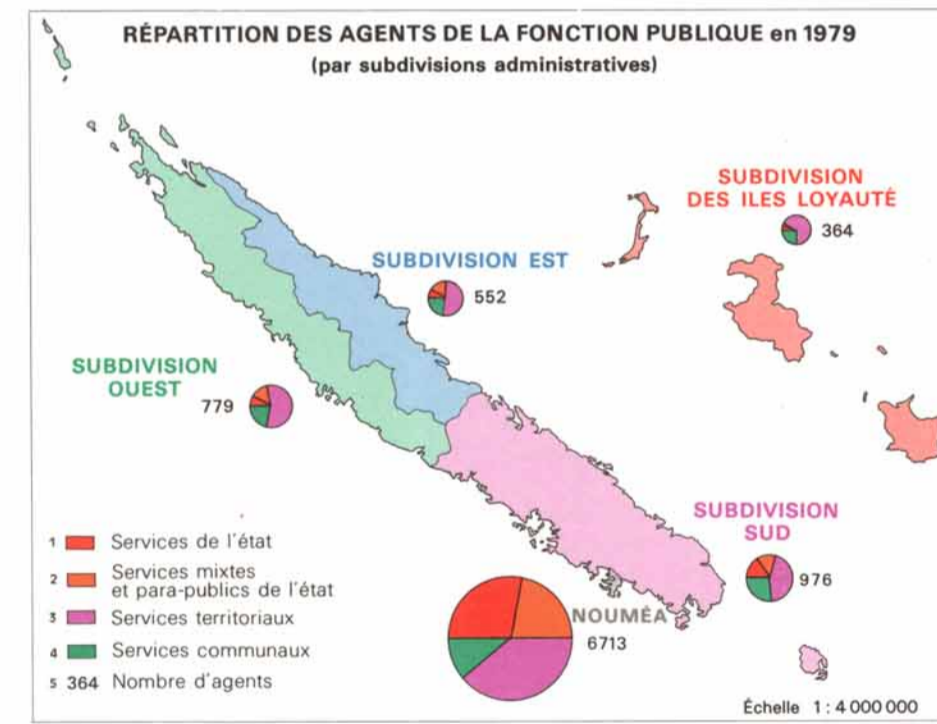 RÉPARTITION DES AGENTS DE LA FONCTION PUBLIQUE en 1979
(par subdivisions administratives)
SUBDIVISION
DES ILES LOYAUTÉ
364
SUBDIVISION EST
552
SUBDIVISION
OUEST
779
SUBDIVISION
SUD
976
NOUMÉA
6713
1 Services de l'état
2 Services mixtes
et para-publics de l'état
3 Services territoriaux
4 Services communaux
5 364 Nombre d'agents
Échelle 1 : 4 000 000